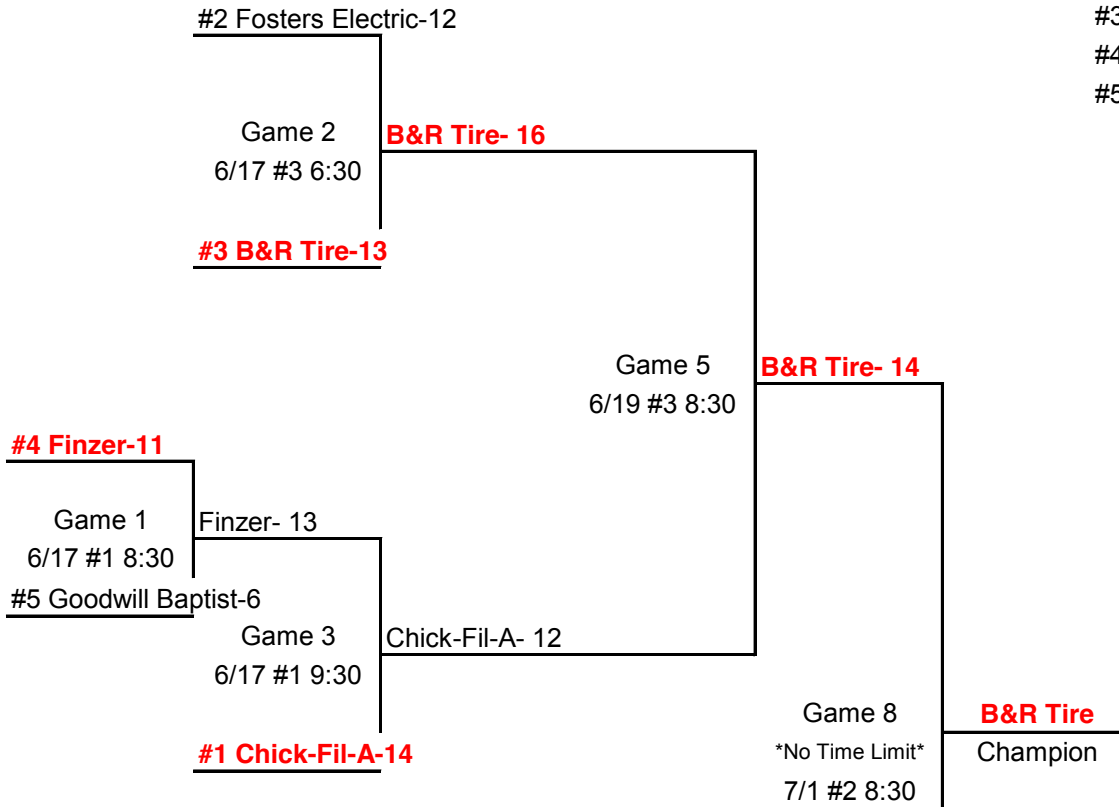 #2 Fosters Electric-12
#3
#4
#5
Game 2
6/17 #3 6:30
B&R Tire- 16
#3 B&R Tire-13
Game 5
6/19 #3 8:30
B&R Tire- 14
#4 Finzer-11
Game 1
6/17 #1 8:30
Finzer- 13
#5 Goodwill Baptist-6
Game 3
6/17 #1 9:30
Chick-Fil-A- 12
#1 Chick-Fil-A-14
Game 8
*No Time Limit*
7/1 #2 8:30
B&R Tire
Champion